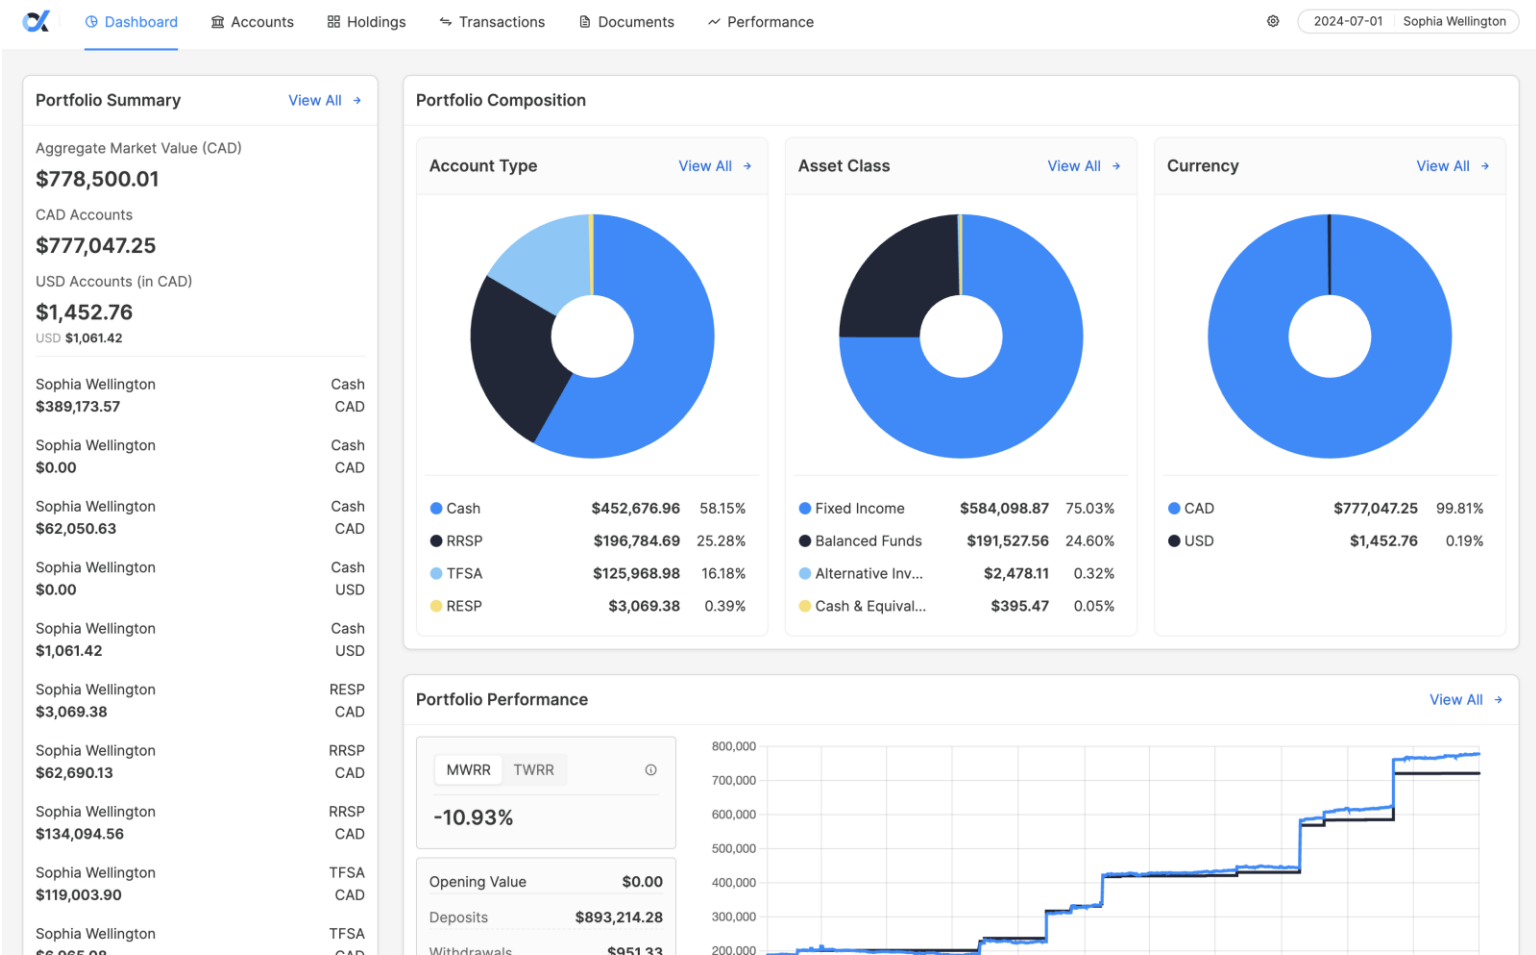 Dashboard
Accounts
Holdings
Transactions
Documents
Performance
2024-07-01
Sophia Wellington
Portfolio Summary
View All
Aggregate Market Value (CAD)
$778,500.01
CAD Accounts
$777,047.25
USD Accounts (in CAD)
$1,452.76
USD $1,061.42
Sophia Wellington Cash
$389,173.57 CAD
Sophia Wellington Cash
$0.00 CAD
Sophia Wellington Cash
$62,050.63 CAD
Sophia Wellington Cash
$0.00 USD
Sophia Wellington Cash
$1,061.42 USD
Sophia Wellington RESP
$3,069.38 CAD
Sophia Wellington RRSP
$62,690.13 CAD
Sophia Wellington RRSP
$134,094.56 CAD
Sophia Wellington TFSA
$119,003.90 CAD
Sophia Wellington TFSA
$6,965.08 CAD
Portfolio Composition
Account Type
View All
Cash $452,676.96 58.15%
RRSP $196,784.69 25.28%
TFSA $125,968.98 16.18%
RESP $3,069.38 0.39%
Asset Class
View All
Fixed Income $584,098.87 75.03%
Balanced Funds $191,527.56 24.60%
Alternative Inv... $2,478.11 0.32%
Cash & Equival... $395.47 0.05%
Currency
View All
CAD $777,047.25 99.81%
USD $1,452.76 0.19%
Portfolio Performance
View All
MWRR TWRR
-10.93%
Opening Value $0.00
Deposits $893,214.28
Withdrawals $951.33
800,000
700,000
600,000
500,000
400,000
300,000
200,000